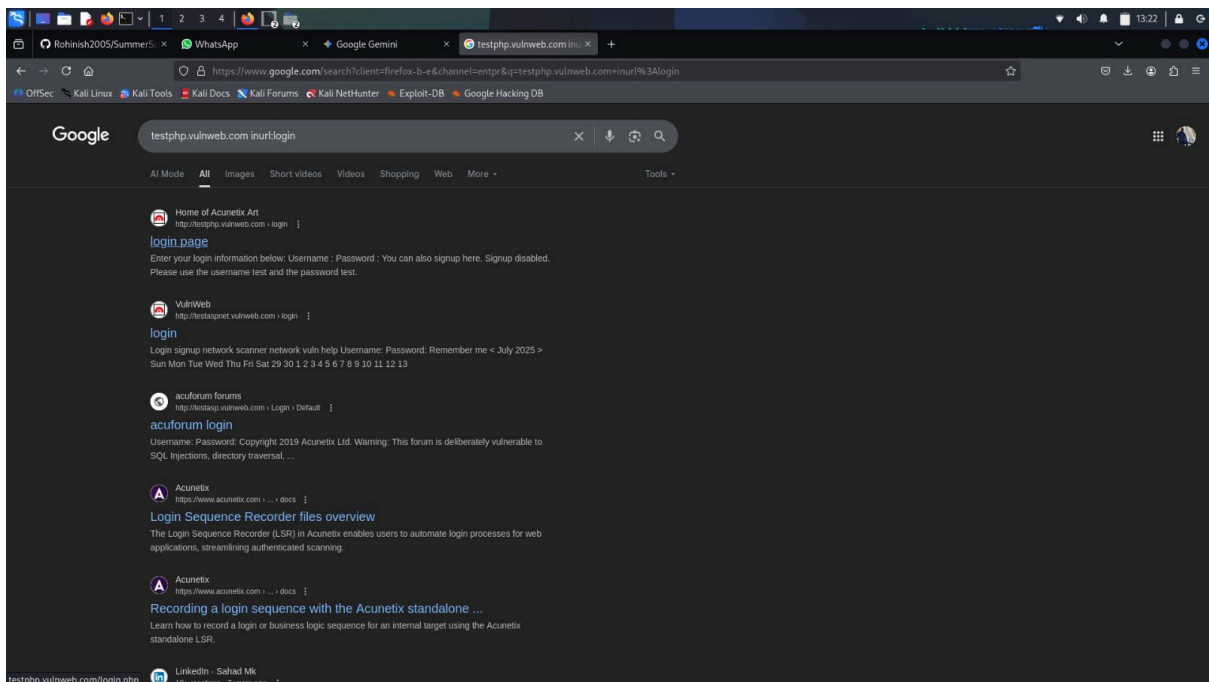 1 2 3 4 2 2 13:22
Rohinish2005/SummerS × WhatsApp × Google Gemini × testphp.vulnweb.com inu × +
https://www.google.com/search?client=firefox-b-e&channel=entpr&q=testphp.vulnweb.com+inurl%3Alogin
OffSec Kali Linux Kali Tools Kali Docs Kali Forums Kali NetHunter Exploit-DB Google Hacking DB
Google testphp.vulnweb.com inurl:login
AI Mode All Images Short videos Videos Shopping Web More Tools
Home of Acunetix Art
http://testphp.vulnweb.com › login
login page
Enter your login information below: Username : Password : You can also signup here. Signup disabled.
Please use the username test and the password test.
VulnWeb
http://testaspnet.vulnweb.com › login
login
Login signup network scanner network vuln help Username: Password: Remember me < July 2025 >
Sun Mon Tue Wed Thu Fri Sat 29 30 1 2 3 4 5 6 7 8 9 10 11 12 13
acuforum forums
http://testasp.vulnweb.com › Login › Default
acuforum login
Username: Password: Copyright 2019 Acunetix Ltd. Warning: This forum is deliberately vulnerable to
SQL Injections, directory traversal, ...
A Acunetix
https://www.acunetix.com › ... › docs
Login Sequence Recorder files overview
The Login Sequence Recorder (LSR) in Acunetix enables users to automate login processes for web
applications, streamlining authenticated scanning.
A Acunetix
https://www.acunetix.com › ... › docs
Recording a login sequence with the Acunetix standalone ...
Learn how to record a login or business logic sequence for an internal target using the Acunetix
standalone LSR.
in LinkedIn · Sahad Mk
testphp.vulnweb.com/login.php